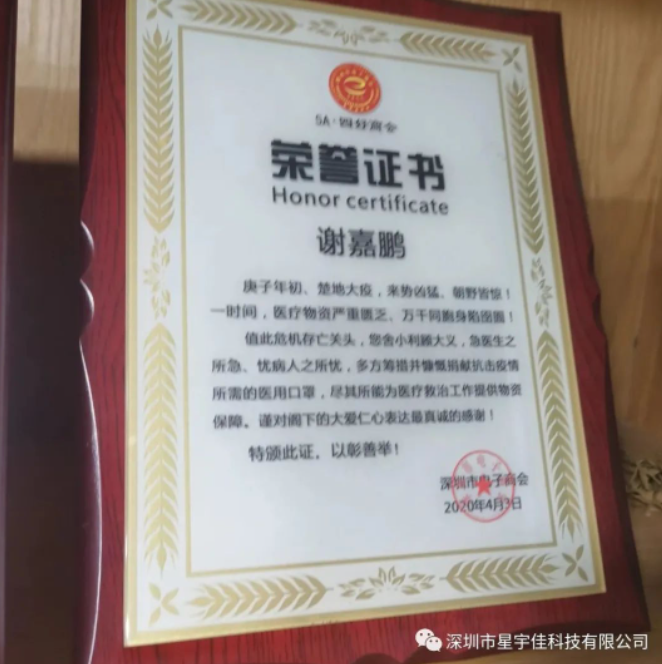 5A·四好商会
荣誉证书
Honor certificate
谢嘉鹏
庚子年初、楚地大疫，来势凶猛、朝野皆惊！
一时间，医疗物资严重匮乏、万千同胞身陷囹圄！
值此危机存亡关头，您舍小利顾大义，急医生之
所急、忧病人之所忧，多方筹措并慷慨捐献抗击疫情
所需的医用口罩，尽其所能为医疗救治工作提供物资
保障。谨对阁下的大爱仁心表达最真诚的感谢！
特颁此证，以彰善举！
深圳市电子商会
2020年4月3日
深圳市星宇佳科技有限公司